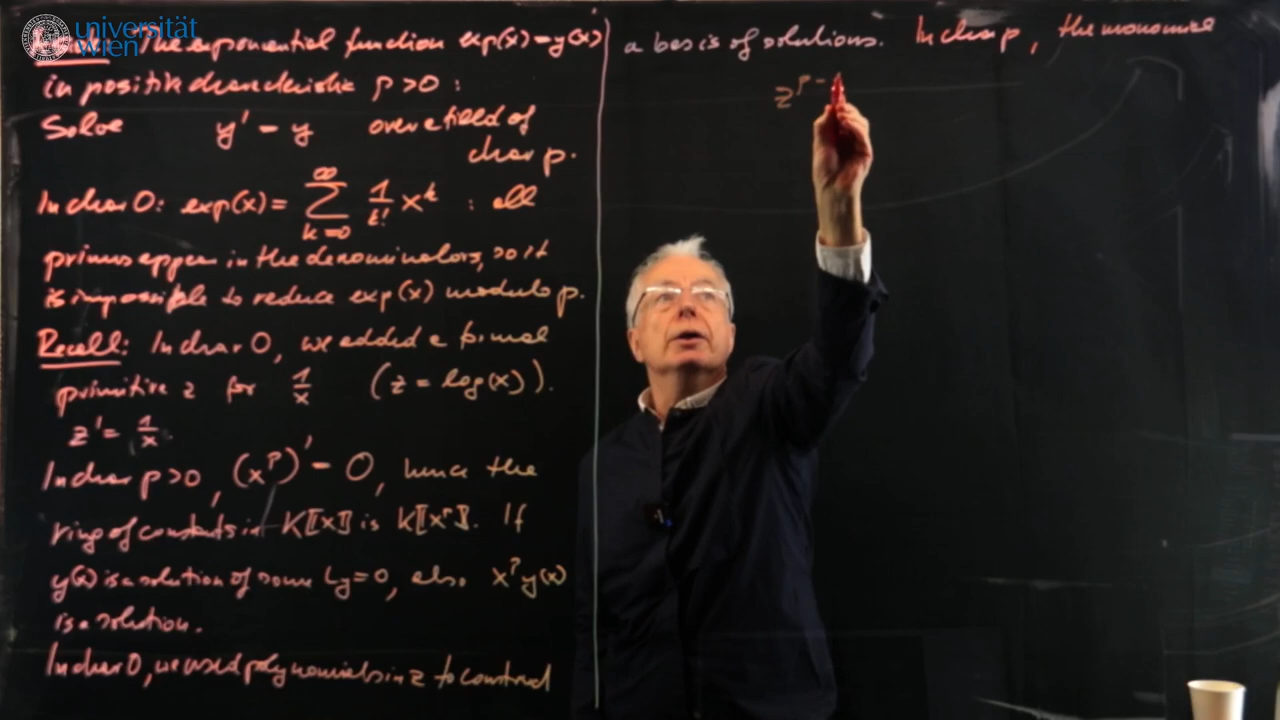 universität
wien
The exponential function exp(x) = y(x)
in positive characteristic p > 0 :
Solve y' = y over a field of
char p.
In char 0: exp(x) = ∑_{k=0}^{∞} 1/k! x^k : all
primes appear in the denominators, so it
is impossible to reduce exp(x) modulo p.
Recall: In char 0, we added a formal
primitive z for 1/x (z = log(x)).
z' = 1/x.
In char p > 0, (x^p)' = 0, hence the
ring of constants in K[[x]] is K[[x^p]]. If
y(x) is a solution of some Ly = 0, also x^p y(x)
is a solution.
In char 0, we used polynomials in z to construct
a basis of solutions. In char p, the monomial
z^p-